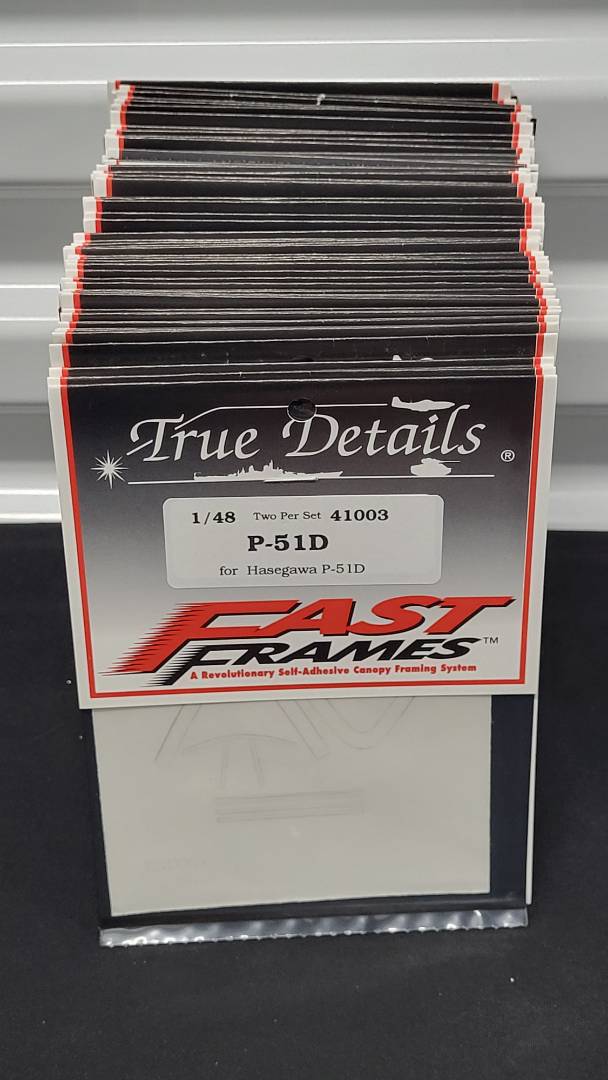 True Details ®
1/48 Two Per Set 41003
P-51D
for Hasegawa P-51D
FAST
FRAMES™
A Revolutionary Self-Adhesive Canopy Framing System